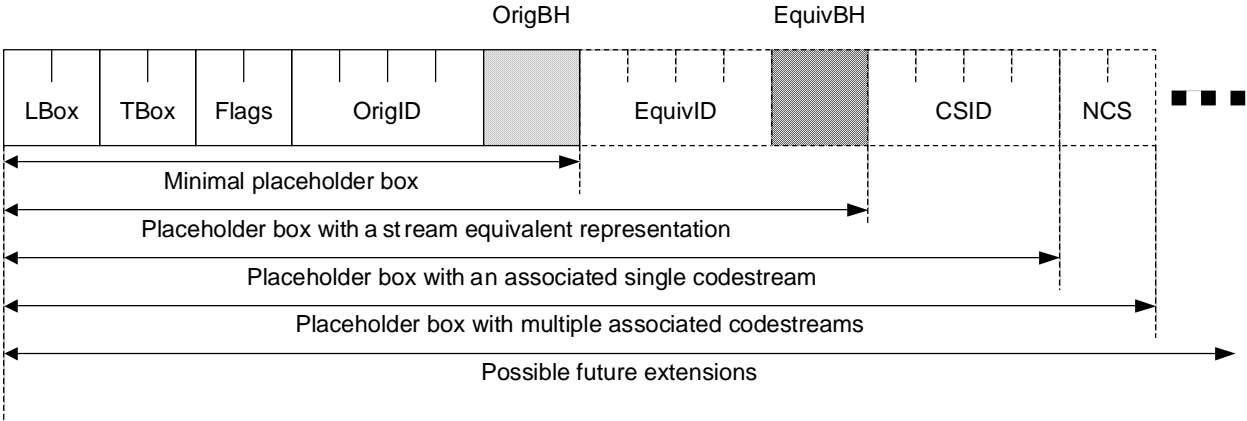 OrigBH EquivBH
LBox TBox Flags OrigID EquivID CSID NCS
Minimal placeholder box
Placeholder box with a stream equivalent representation
Placeholder box with an associated single codestream
Placeholder box with multiple associated codestreams
Possible future extensions